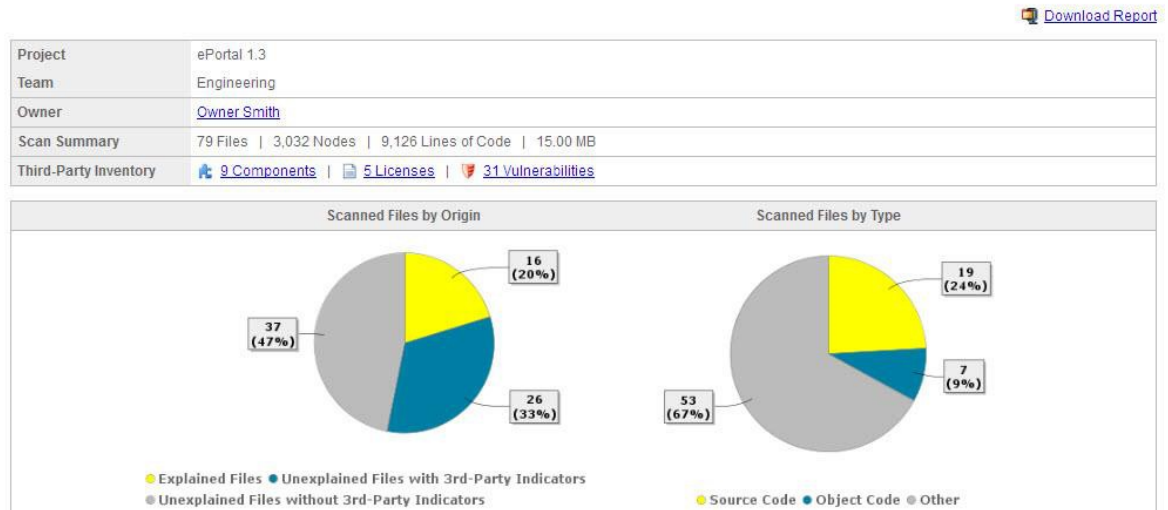 Download Report
Project ePortal 1.3
Team Engineering
Owner Owner Smith
Scan Summary 79 Files | 3,032 Nodes | 9,126 Lines of Code | 15.00 MB
Third-Party Inventory 9 Components | 5 Licenses | 31 Vulnerabilities
Scanned Files by Origin
16
(20%)
37
(47%)
26
(33%)
Explained Files Unexplained Files with 3rd-Party Indicators
Unexplained Files without 3rd-Party Indicators
Scanned Files by Type
19
(24%)
7
(9%)
53
(67%)
Source Code Object Code Other